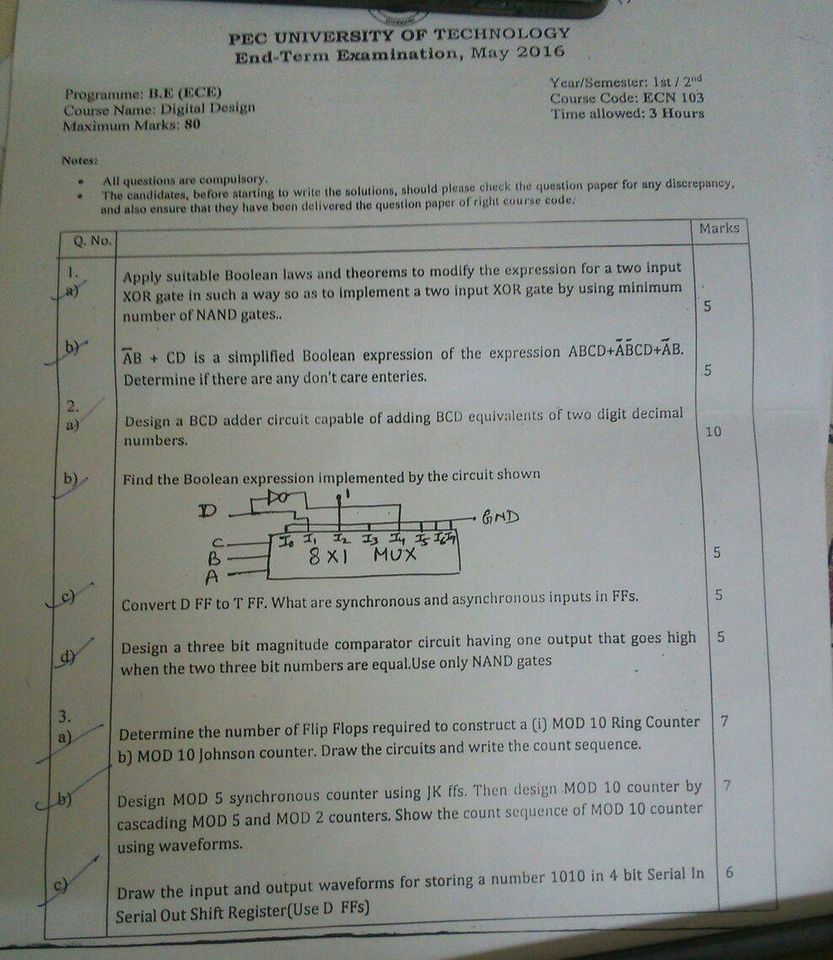 PEC UNIVERSITY OF TECHNOLOGY
End-Term Examination, May 2016
Programme: B.E (ECE)
Course Name: Digital Design
Maximum Marks: 80
Year/Semester: 1st / 2nd
Course Code: ECN 103
Time allowed: 3 Hours
Notes:
• All questions are compulsory.
• The candidates, before starting to write the solutions, should please check the question paper for any discrepancy,
and also ensure that they have been delivered the question paper of right course code.
Q. No. Marks
1.
a) Apply suitable Boolean laws and theorems to modify the expression for a two input
XOR gate in such a way so as to implement a two input XOR gate by using minimum
number of NAND gates.. 5
b) A̅B + CD is a simplified Boolean expression of the expression ABCD+A̅B̅CD+A̅B.
Determine if there are any don't care enteries. 5
2.
a) Design a BCD adder circuit capable of adding BCD equivalents of two digit decimal
numbers. 10
b) Find the Boolean expression implemented by the circuit shown
1
D
GND
I0 I1 I2 I3 I4 I5 I6 I7
C
B
A
8X1 MUX
5
c) Convert D FF to T FF. What are synchronous and asynchronous inputs in FFs. 5
d) Design a three bit magnitude comparator circuit having one output that goes high 5
when the two three bit numbers are equal.Use only NAND gates
3.
a) Determine the number of Flip Flops required to construct a (i) MOD 10 Ring Counter 7
b) MOD 10 Johnson counter. Draw the circuits and write the count sequence.
b) Design MOD 5 synchronous counter using JK ffs. Then design MOD 10 counter by 7
cascading MOD 5 and MOD 2 counters. Show the count sequence of MOD 10 counter
using waveforms.
c) Draw the input and output waveforms for storing a number 1010 in 4 bit Serial In 6
Serial Out Shift Register(Use D FFs)